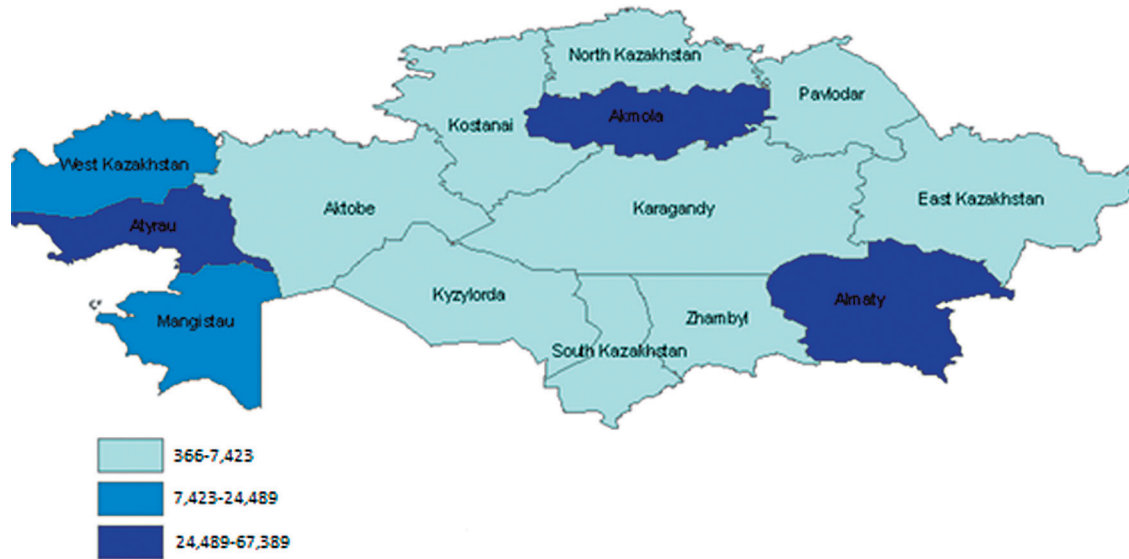 North Kazakhstan
Pavlodar
Kostanai
Akmola
West Kazakhstan
East Kazakhstan
Aktobe
Karagandy
Atyrau
Kyzylorda
Almaty
Mangistau
Zhambyl
South Kazakhstan
366-7,423
7,423-24,489
24,489-67,389